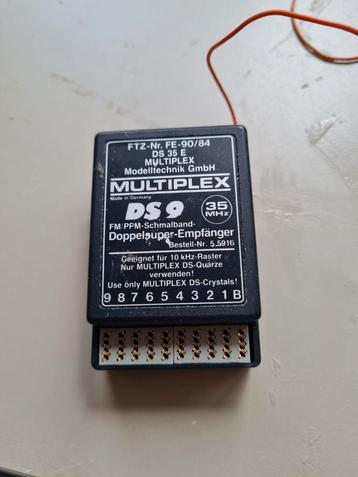 FTZ-Nr. FE-90/84
DS 35 E
MULTIPLEX
Modelltechnik GmbH
MULTIPLEX
Made in Germany
DS 9
35
MHz
FM/PPM-Schmalband-
Doppelsuper-Empfänger
Bestell-Nr. 5.5916
Geeignet für 10 kHz-Raster
Nur MULTIPLEX DS-Quarze
verwenden!
Use only MULTIPLEX DS-Crystals!
9 8 7 6 5 4 3 2 1 B